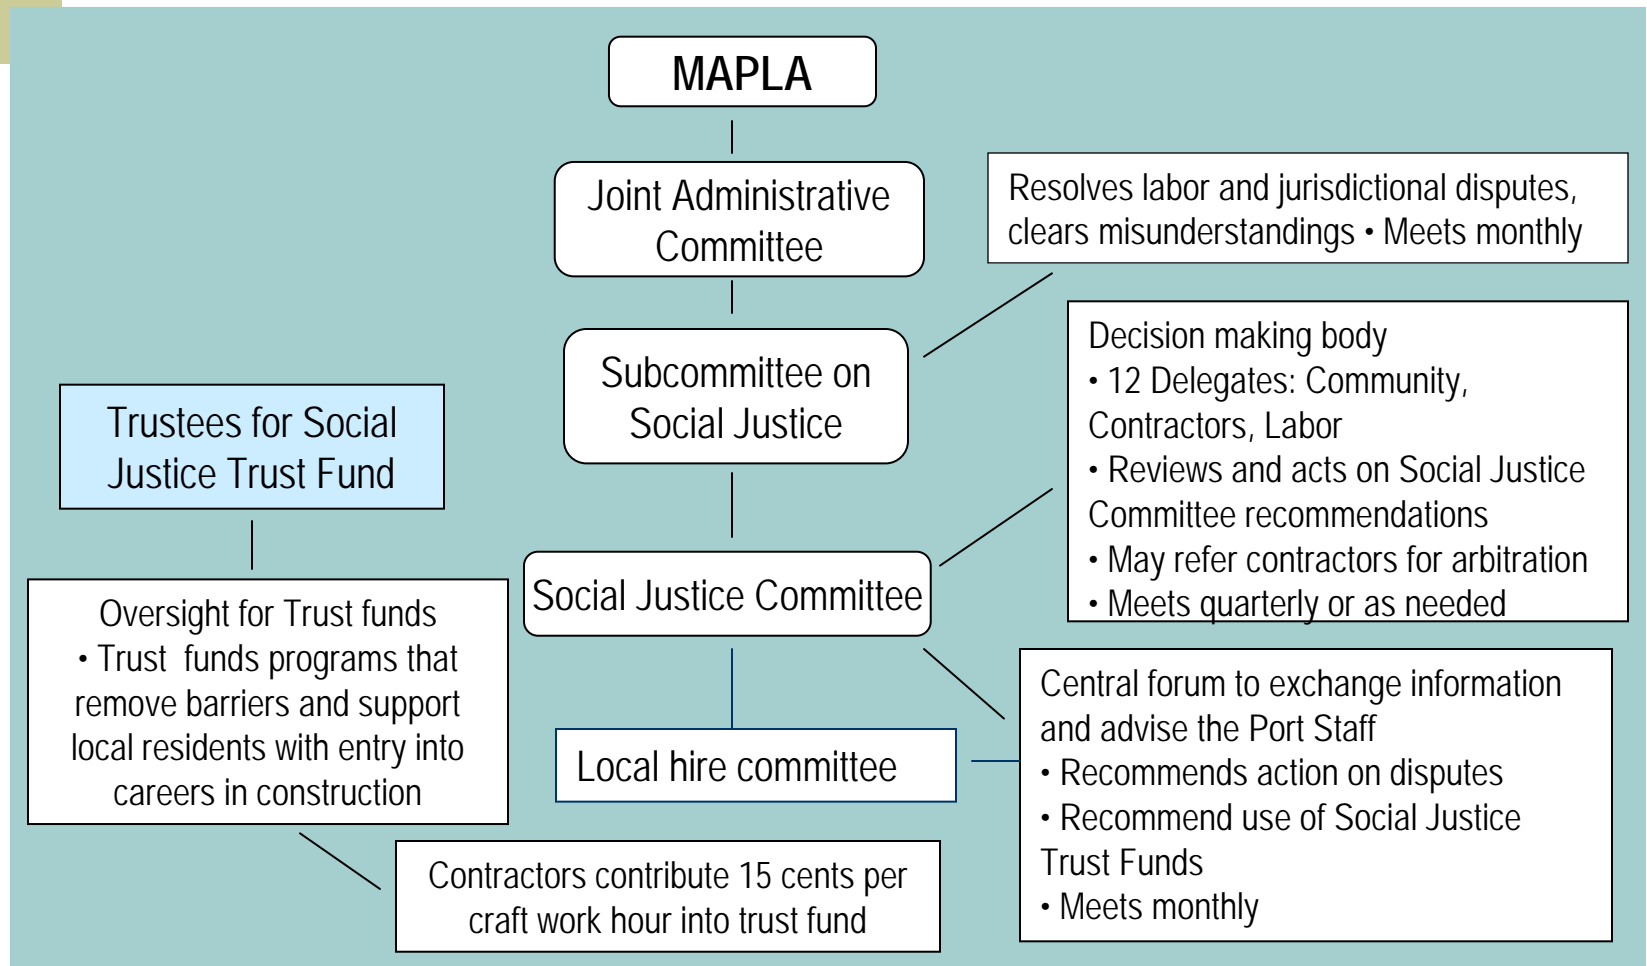 MAPLA
Joint Administrative
Committee
Resolves labor and jurisdictional disputes,
clears misunderstandings • Meets monthly
Subcommittee on
Social Justice
Decision making body
• 12 Delegates: Community,
Contractors, Labor
• Reviews and acts on Social Justice
Committee recommendations
• May refer contractors for arbitration
• Meets quarterly or as needed
Trustees for Social
Justice Trust Fund
Social Justice Committee
Oversight for Trust funds
• Trust funds programs that
remove barriers and support
local residents with entry into
careers in construction
Local hire committee
Central forum to exchange information
and advise the Port Staff
• Recommends action on disputes
• Recommend use of Social Justice
Trust Funds
• Meets monthly
Contractors contribute 15 cents per
craft work hour into trust fund